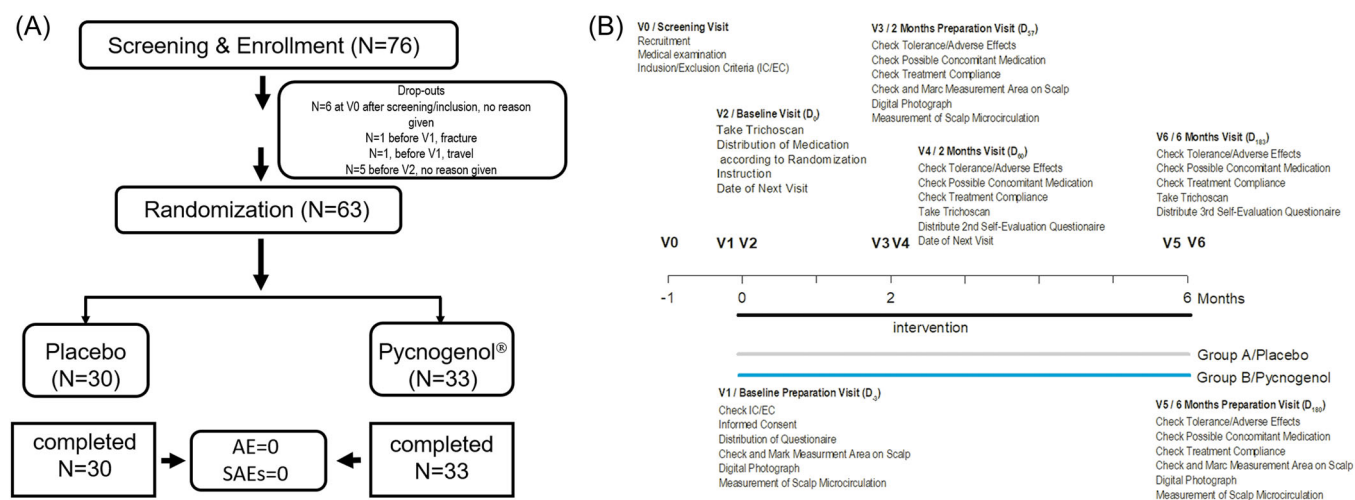 (A)
Screening & Enrollment (N=76)
Drop-outs
N=6 at V0 after screening/inclusion, no reason
given
N=1 before V1, fracture
N=1, before V1, travel
N=5 before V2, no reason given
Randomization (N=63)
Placebo
(N=30)
Pycnogenol®
(N=33)
completed
N=30
AE=0
SAEs=0
completed
N=33
(B)
V0 / Screening Visit
Recruitment
Medical examination
Inclusion/Exclusion Criteria (IC/EC)
V2 / Baseline Visit (D0)
Take Trichoscan
Distribution of Medication
according to Randomization
Instruction
Date of Next Visit
V3 / 2 Months Preparation Visit (D57)
Check Tolerance/Adverse Effects
Check Possible Concomitant Medication
Check Treatment Compliance
Check and Marc Measurement Area on Scalp
Digital Photograph
Measurement of Scalp Microcirculation
V4 / 2 Months Visit (D60)
Check Tolerance/Adverse Effects
Check Possible Concomitant Medication
Check Treatment Compliance
Take Trichoscan
Distribute 2nd Self-Evaluation Questionaire
Date of Next Visit
V6 / 6 Months Visit (D183)
Check Tolerance/Adverse Effects
Check Possible Concomitant Medication
Check Treatment Compliance
Take Trichoscan
Distribute 3rd Self-Evaluation Questionaire
V0 V1 V2 V3 V4 V5 V6
-1 0 2 6 Months
intervention
Group A/Placebo
Group B/Pycnogenol
V1 / Baseline Preparation Visit (D-3)
Check IC/EC
Informed Consent
Distribution of Questionaire
Check and Mark Measurment Area on Scalp
Digital Photograph
Measurement of Scalp Microcirculation
V5 / 6 Months Preparation Visit (D180)
Check Tolerance/Adverse Effects
Check Possible Concomitant Medication
Check Treatment Compliance
Check and Marc Measurement Area on Scalp
Digital Photograph
Measurement of Scalp Microcirculation